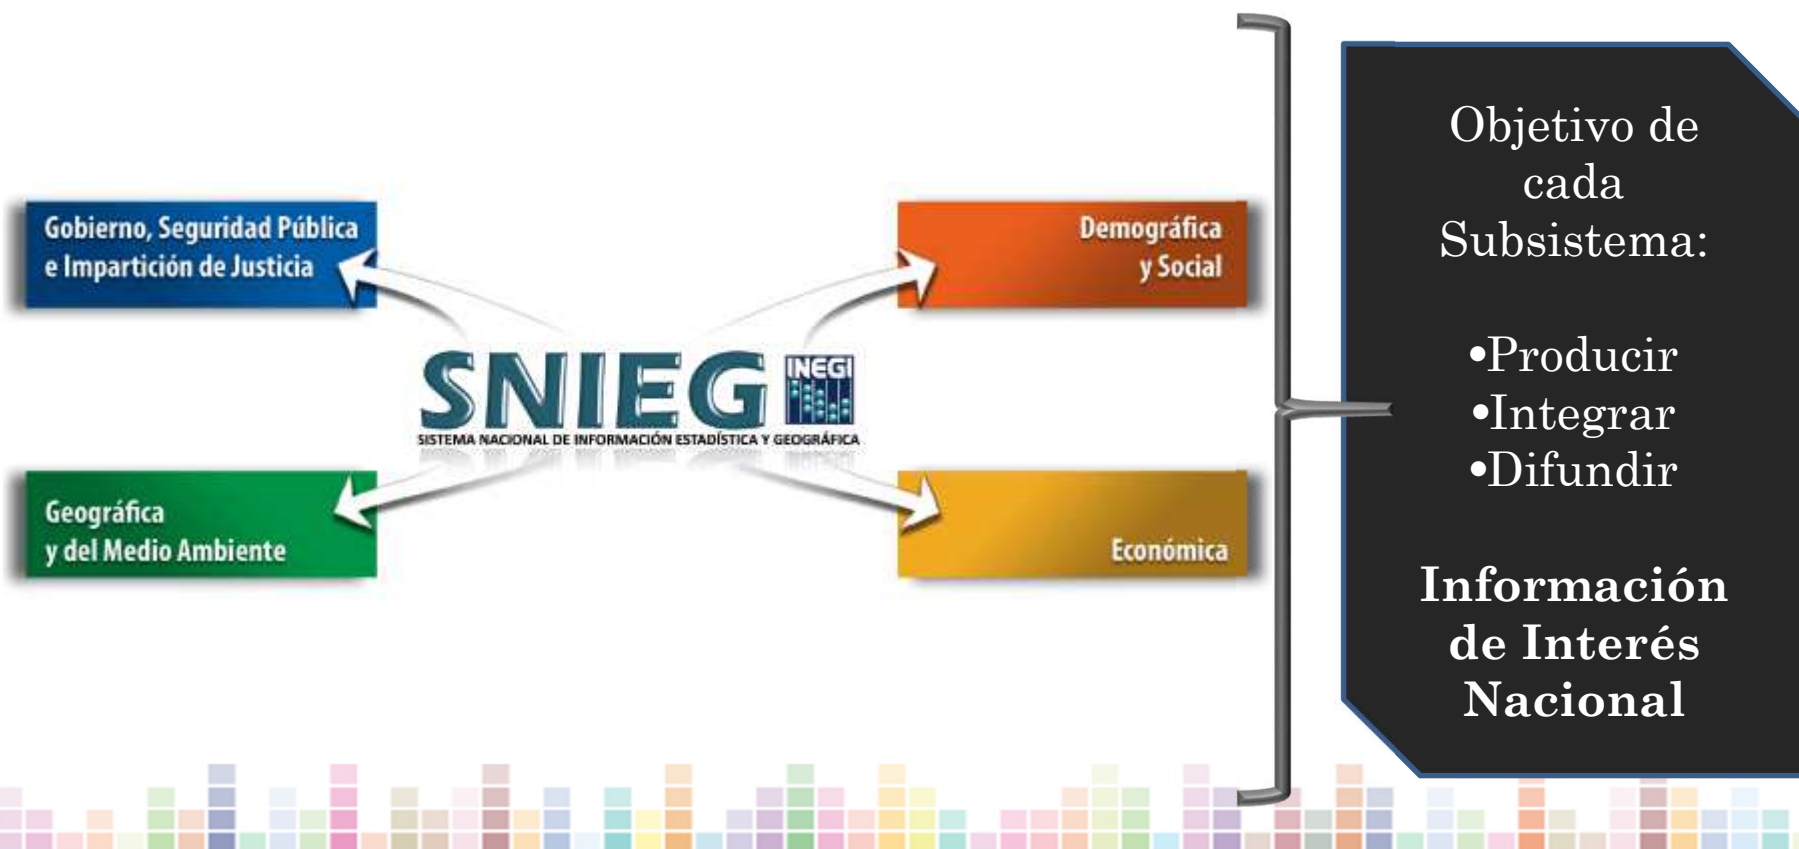 Gobierno, Seguridad Pública
e Impartición de Justicia
Demográfica
y Social
SNIEG
INEGI
SISTEMA NACIONAL DE INFORMACIÓN ESTADÍSTICA Y GEOGRÁFICA
Geográfica
y del Medio Ambiente
Económica
Objetivo de
cada
Subsistema:
•Producir
•Integrar
•Difundir
Información
de Interés
Nacional